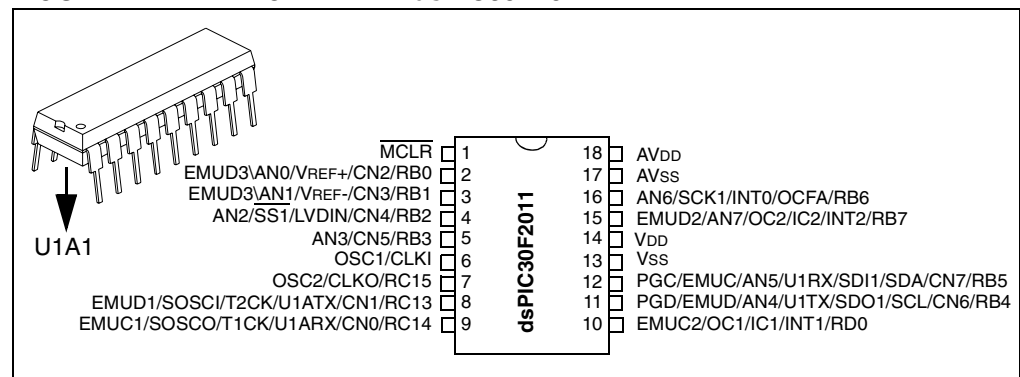 MCLR 1
EMUD3\AN0/VREF+/CN2/RB0 2
EMUD3\AN1/VREF-/CN3/RB1 3
AN2/SS1/LVDIN/CN4/RB2 4
AN3/CN5/RB3 5
OSC1/CLKI 6
OSC2/CLKO/RC15 7
EMUD1/SOSCI/T2CK/U1ATX/CN1/RC13 8
EMUC1/SOSCO/T1CK/U1ARX/CN0/RC14 9
dsPIC30F2011
18 AVDD
17 AVSS
16 AN6/SCK1/INT0/OCFA/RB6
15 EMUD2/AN7/OC2/IC2/INT2/RB7
14 VDD
13 VSS
12 PGC/EMUC/AN5/U1RX/SDI1/SDA/CN7/RB5
11 PGD/EMUD/AN4/U1TX/SDO1/SCL/CN6/RB4
10 EMUC2/OC1/IC1/INT1/RD0
U1A1